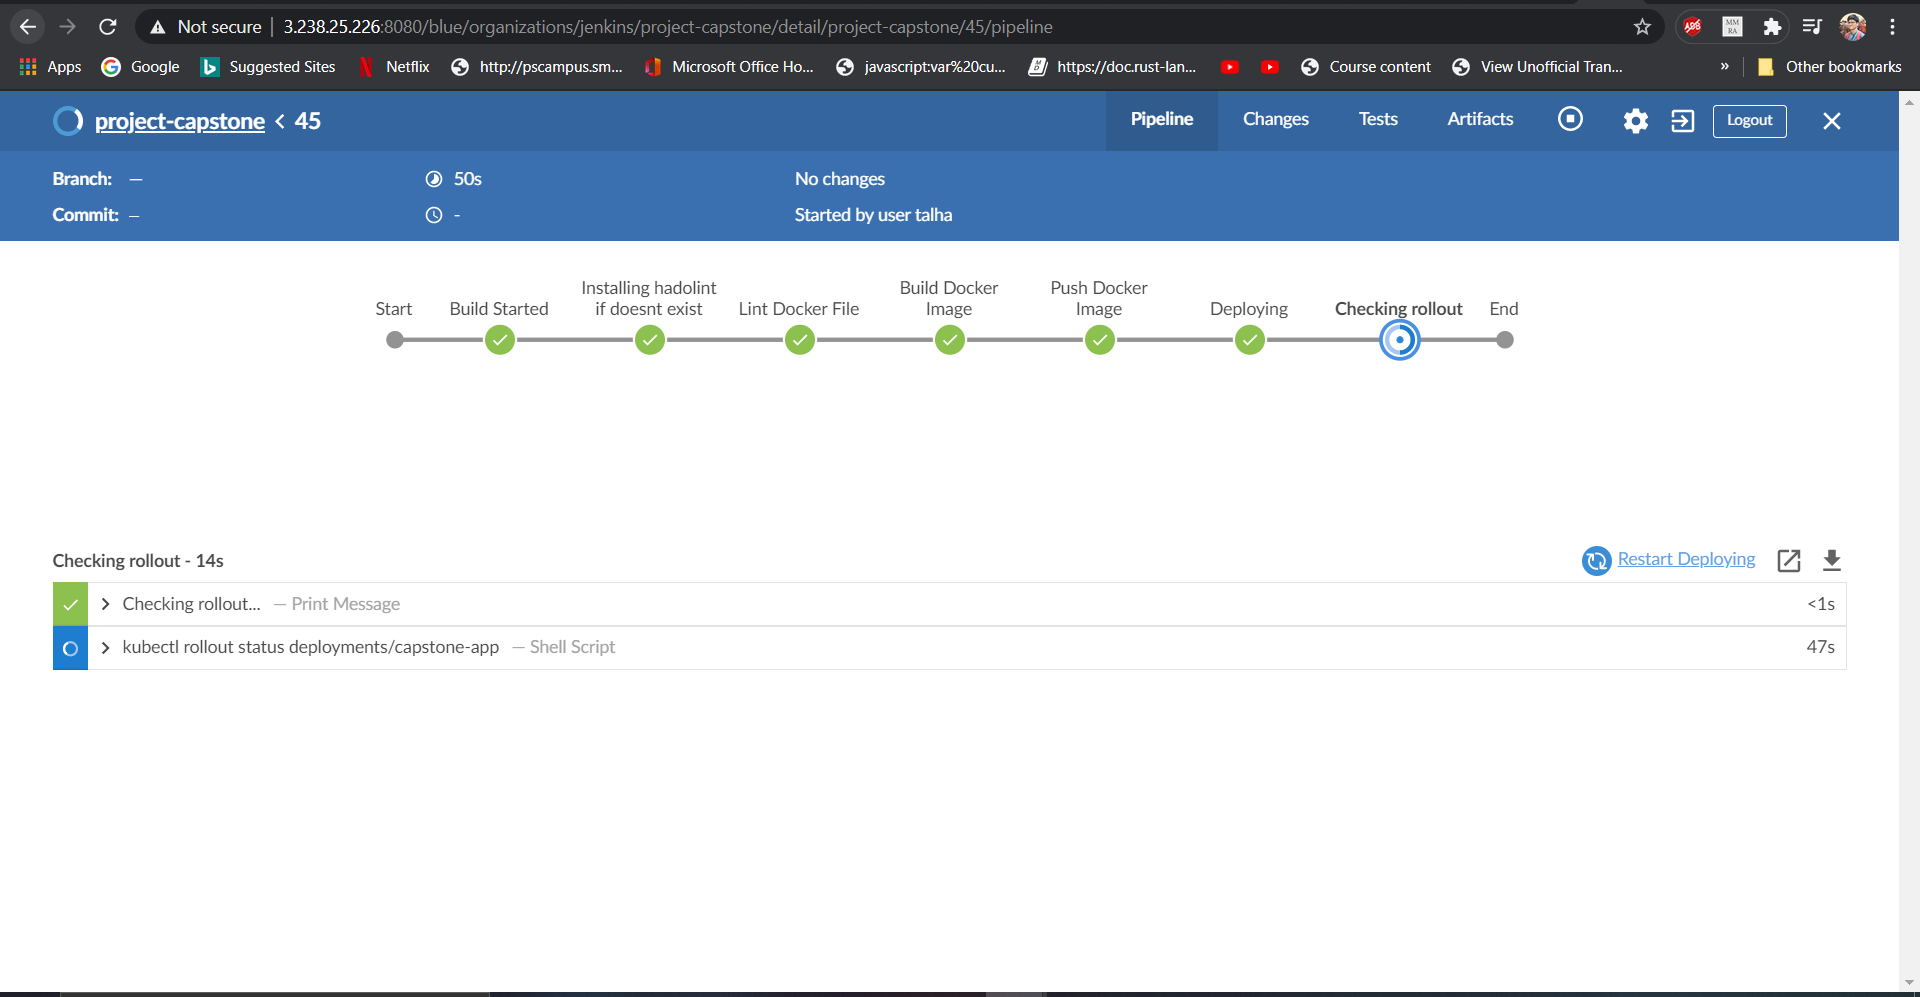 Not secure | 3.238.25.226:8080/blue/organizations/jenkins/project-capstone/detail/project-capstone/45/pipeline
ABP
MM
RA
Apps Google Suggested Sites Netflix http://pscampus.sm... Microsoft Office Ho... javascript:var%20cu... https://doc.rust-lan... Course content View Unofficial Tran... » Other bookmarks
project-capstone < 45
Pipeline Changes Tests Artifacts Logout
Branch: — 50s No changes
Commit: — - Started by user talha
Start
Build Started
Installing hadolint
if doesnt exist
Lint Docker File
Build Docker
Image
Push Docker
Image
Deploying
Checking rollout
End
Checking rollout - 14s
Restart Deploying
Checking rollout... — Print Message <1s
kubectl rollout status deployments/capstone-app — Shell Script 47s